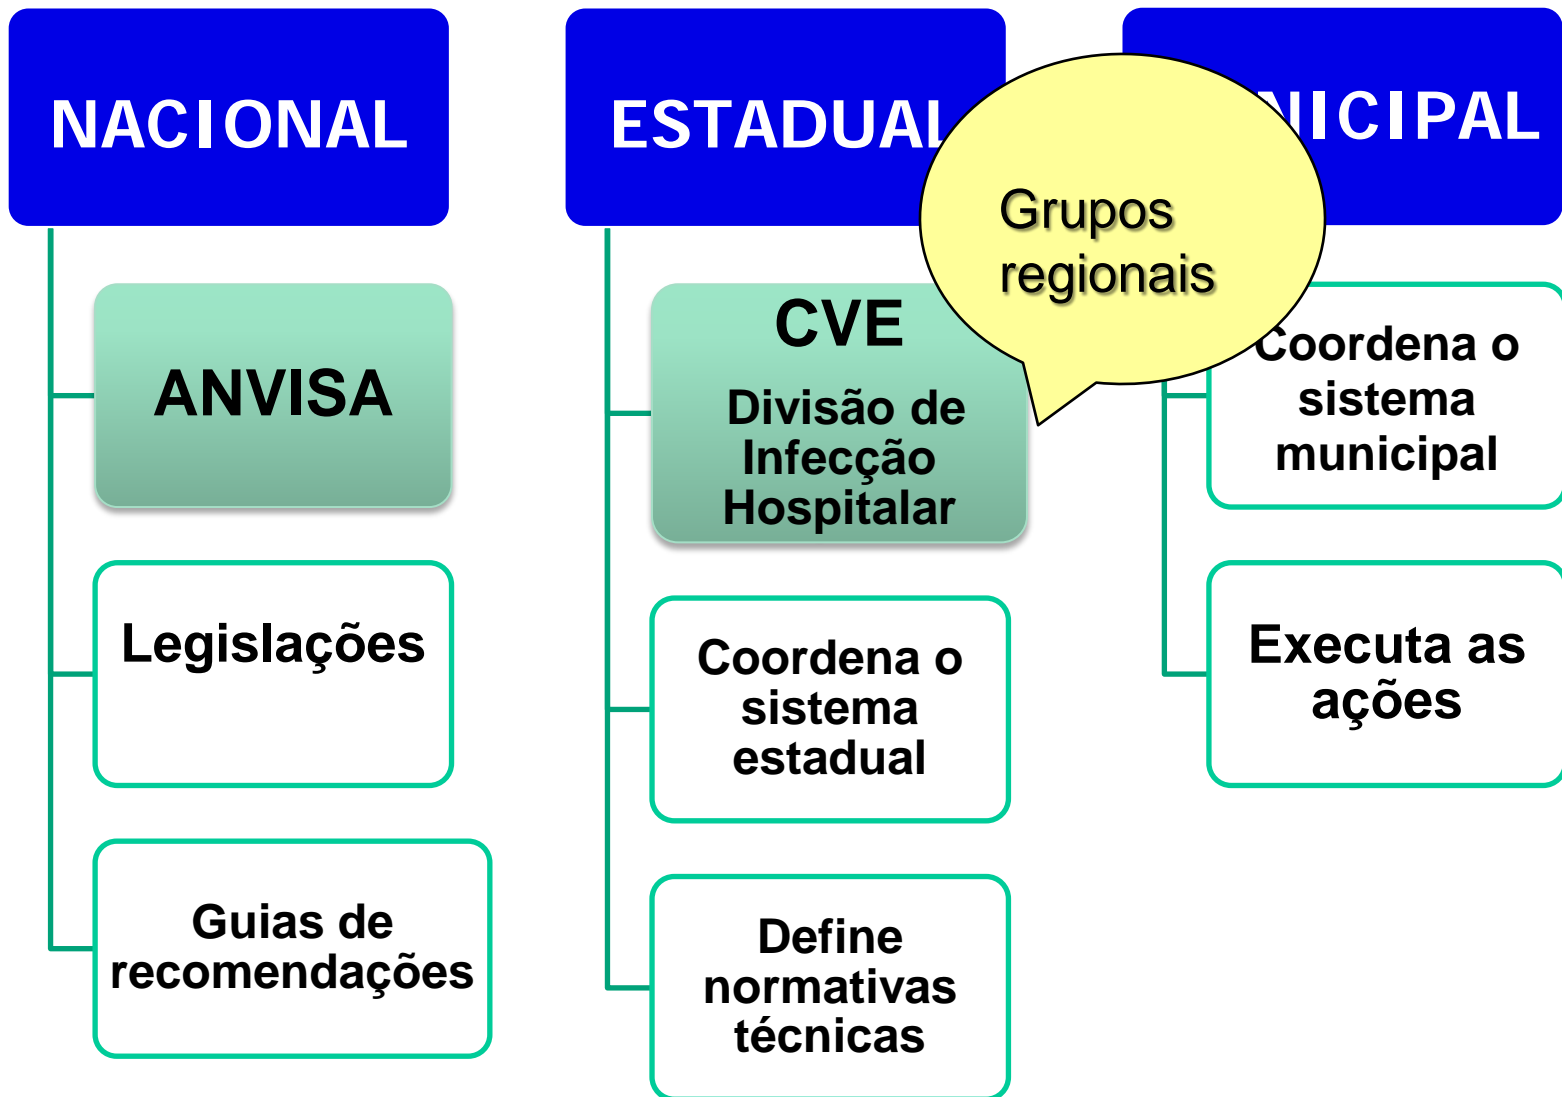 NACIONAL
ANVISA
Legislações
Guias de
recomendações
ESTADUAL
CVE
Divisão de
Infecção
Hospitalar
Coordena o
sistema
estadual
Define
normativas
técnicas
Grupos
regionais
NICIPAL
Coordena o
sistema
municipal
Executa as
ações